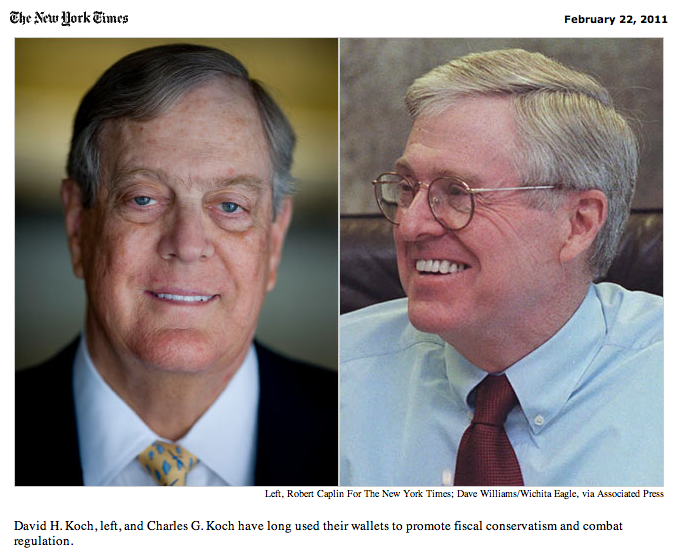 The New York Times
February 22, 2011
Left, Robert Caplin For The New York Times; Dave Williams/Wichita Eagle, via Associated Press
David H. Koch, left, and Charles G. Koch have long used their wallets to promote fiscal conservatism and combat
regulation.